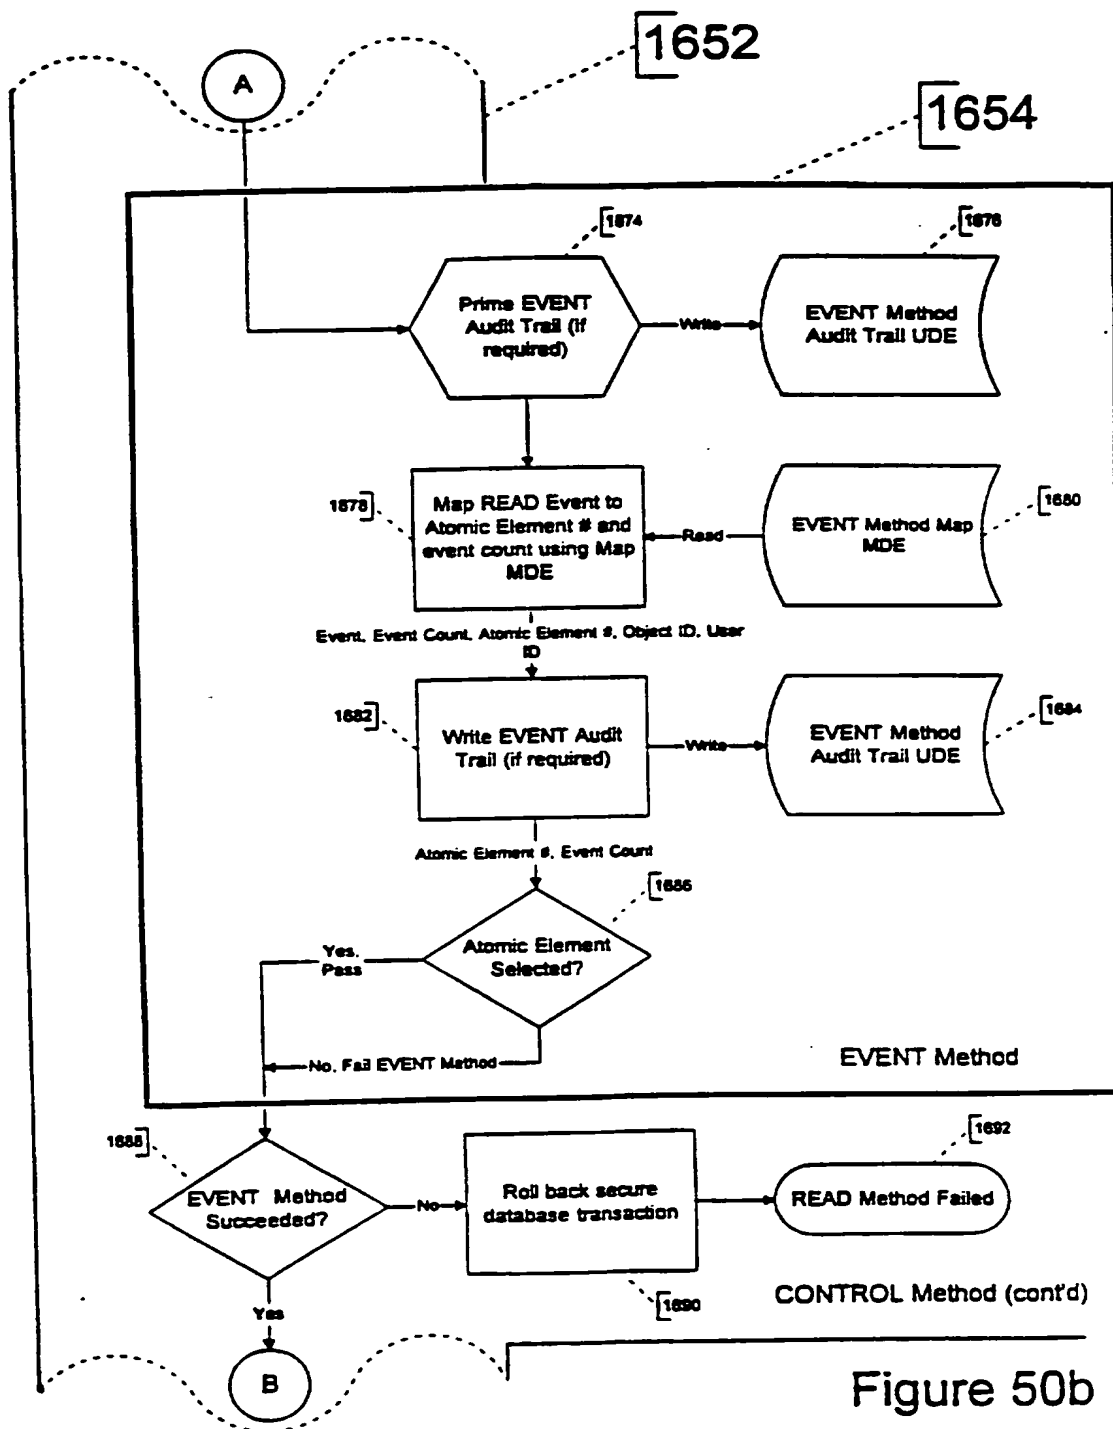 1652
A
1654
1674
1676
Prime EVENT
Audit Trail (if
required)
Write
EVENT Method
Audit Trail UDE
1678
Map READ Event to
Atomic Element # and
event count using Map
MDE
Read
EVENT Method Map
MDE
1680
Event, Event Count, Atomic Element #, Object ID, User
ID
1682
Write EVENT Audit
Trail (if required)
Write
EVENT Method
Audit Trail UDE
1684
Atomic Element #, Event Count
1686
Atomic Element
Selected?
Yes,
Pass
No, Fail EVENT Method
EVENT Method
1688
EVENT Method
Succeeded?
No
Roll back secure
database transaction
1692
READ Method Failed
1690
CONTROL Method (cont'd)
Yes
B
Figure 50b